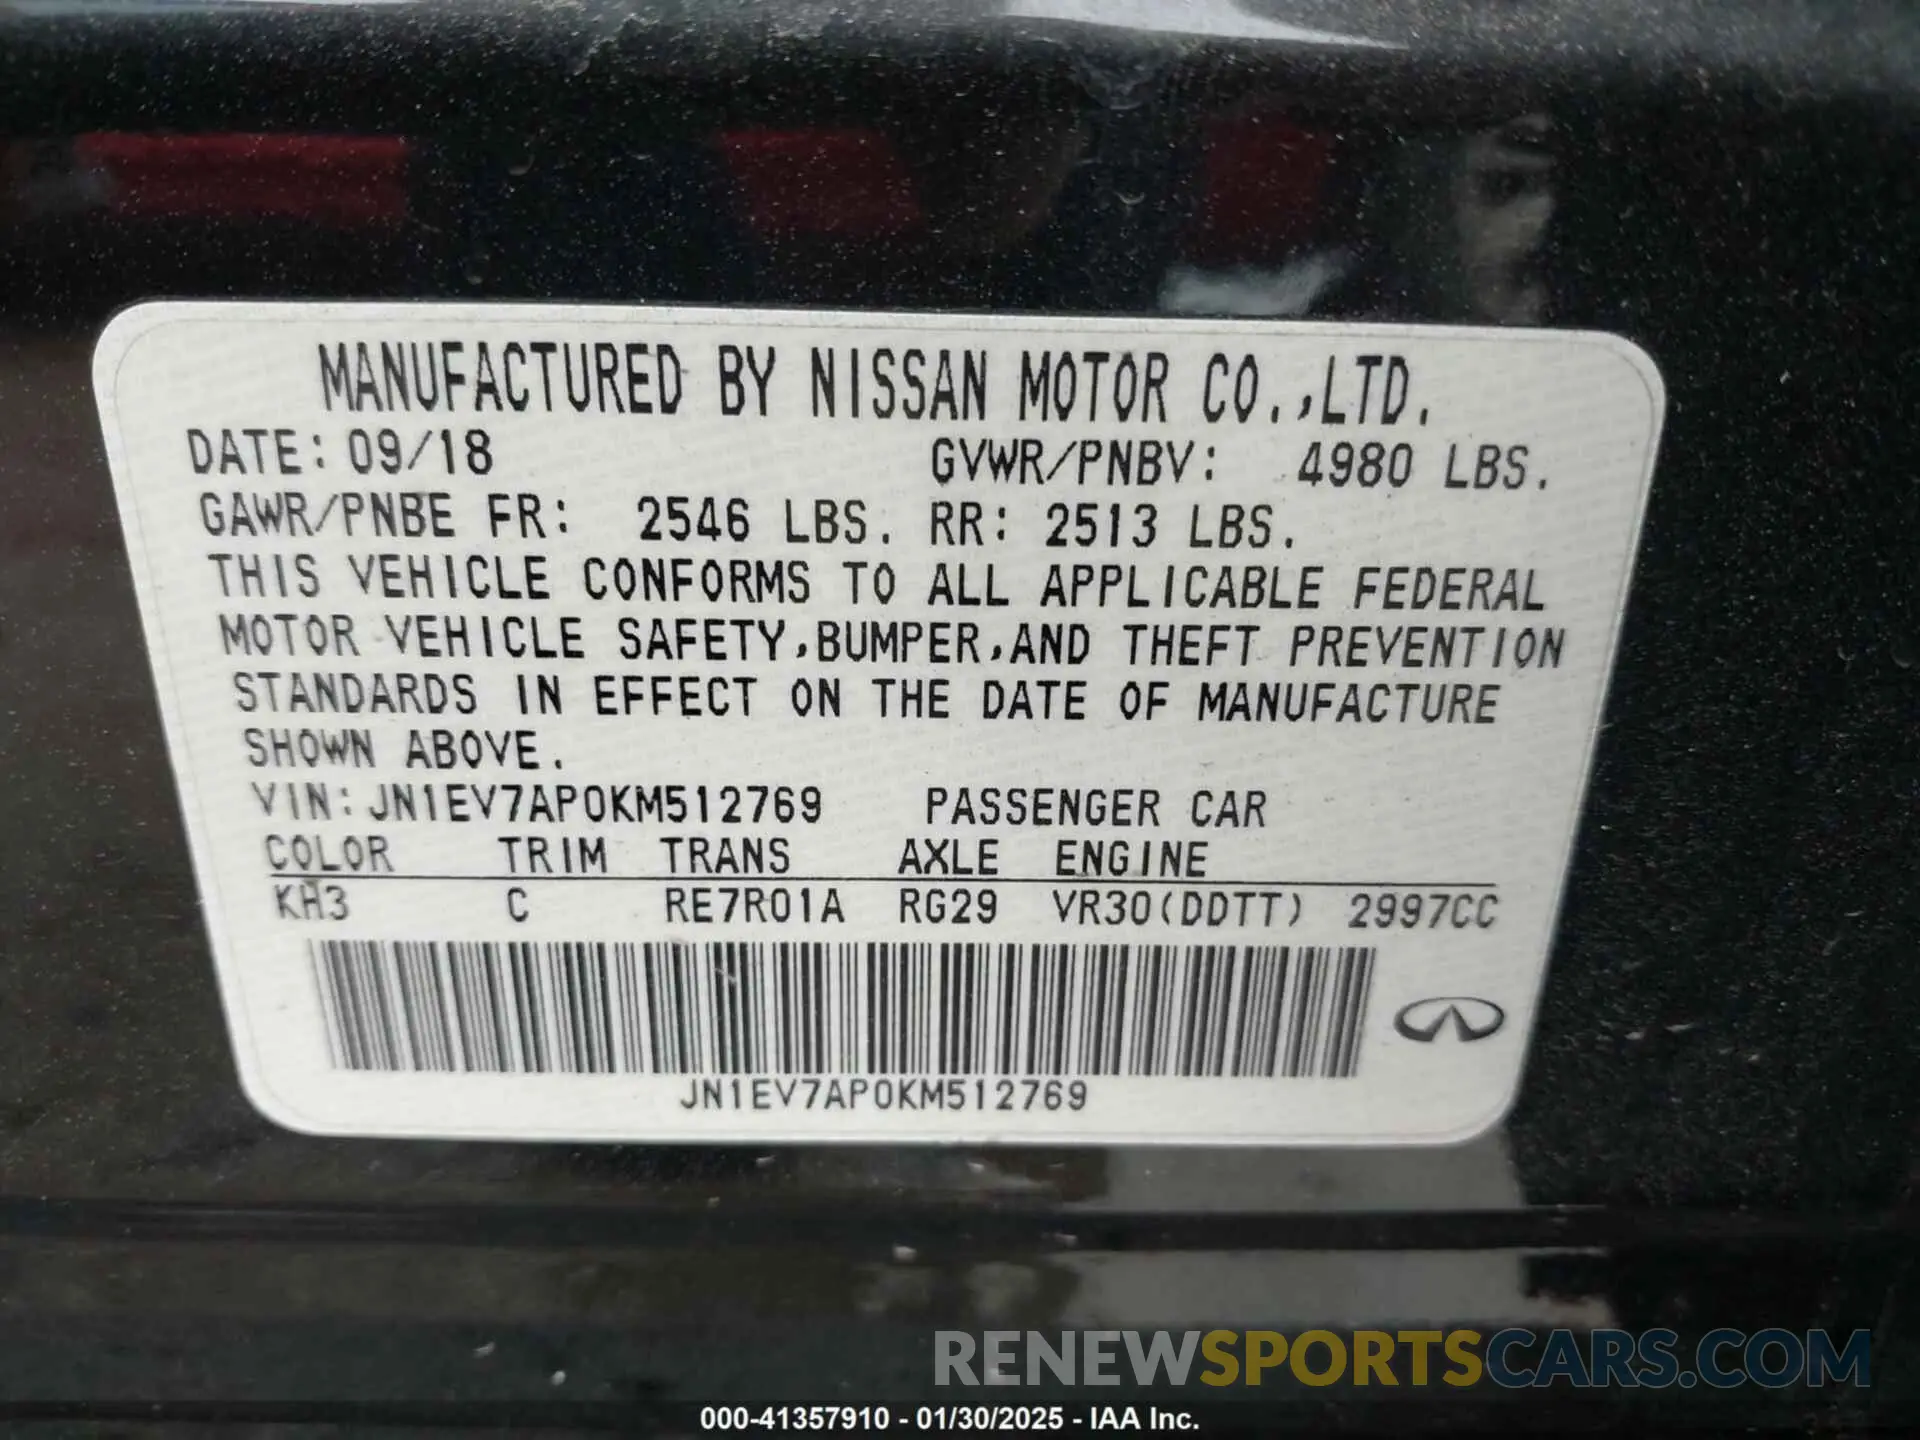 MANUFACTURED BY NISSAN MOTOR CO.,LTD.
DATE: 09/18 GVWR/PNBV: 4980 LBS.
GAWR/PNBE FR: 2546 LBS. RR: 2513 LBS.
THIS VEHICLE CONFORMS TO ALL APPLICABLE FEDERAL
MOTOR VEHICLE SAFETY,BUMPER,AND THEFT PREVENTION
STANDARDS IN EFFECT ON THE DATE OF MANUFACTURE
SHOWN ABOVE.
VIN:JN1EV7AP0KM512769 PASSENGER CAR
COLOR TRIM TRANS AXLE ENGINE
KH3 C RE7R01A RG29 VR30(DDTT) 2997CC
JN1EV7AP0KM512769
RENEWSPORTSCARS.COM
000-41357910 - 01/30/2025 - IAA Inc.